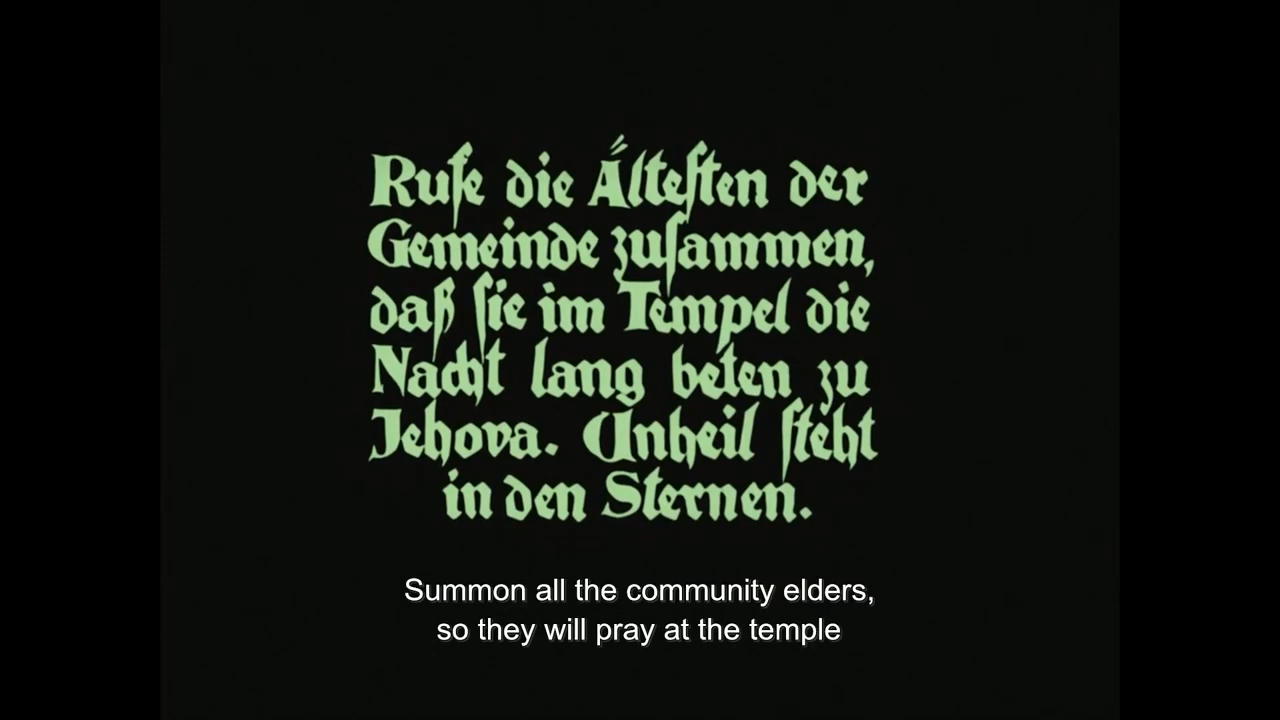 Rufe die Ältesten der
Gemeinde zusammen,
daß sie im Tempel die
Nacht lang beten zu
Jehova. Unheil steht
in den Sternen.
Summon all the community elders,
so they will pray at the temple